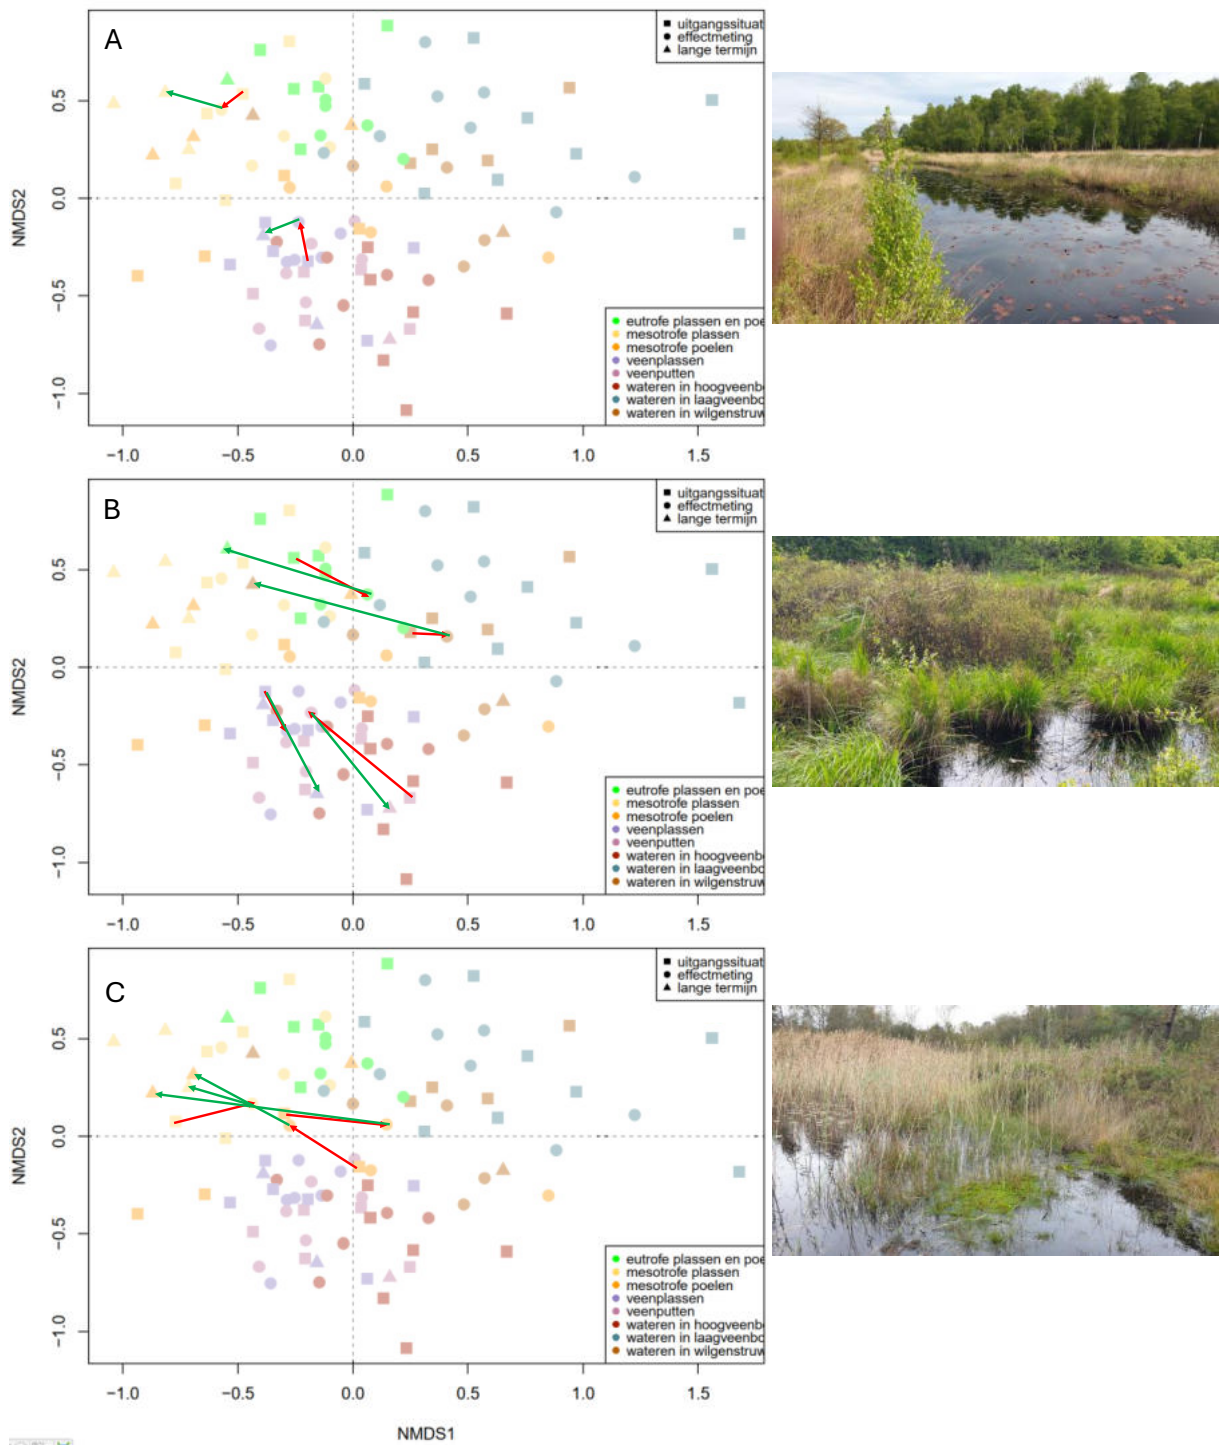 A
■ uitgangssituat
● effectmeting
▲ lange termijn
NMDS2
0.5
0.0
−0.5
−1.0
● eutrofe plassen en poe
● mesotrofe plassen
● mesotrofe poelen
● veenplassen
● veenputten
● wateren in hoogveenb
● wateren in laagveenbo
● wateren in wilgenstruw
−1.0 −0.5 0.0 0.5 1.0 1.5
B
■ uitgangssituat
● effectmeting
▲ lange termijn
NMDS2
0.5
0.0
−0.5
−1.0
● eutrofe plassen en poe
● mesotrofe plassen
● mesotrofe poelen
● veenplassen
● veenputten
● wateren in hoogveenb
● wateren in laagveenbo
● wateren in wilgenstruw
−1.0 −0.5 0.0 0.5 1.0 1.5
C
■ uitgangssituat
● effectmeting
▲ lange termijn
NMDS2
0.5
0.0
−0.5
−1.0
● eutrofe plassen en poe
● mesotrofe plassen
● mesotrofe poelen
● veenplassen
● veenputten
● wateren in hoogveenb
● wateren in laagveenbo
● wateren in wilgenstruw
−1.0 −0.5 0.0 0.5 1.0 1.5
NMDS1